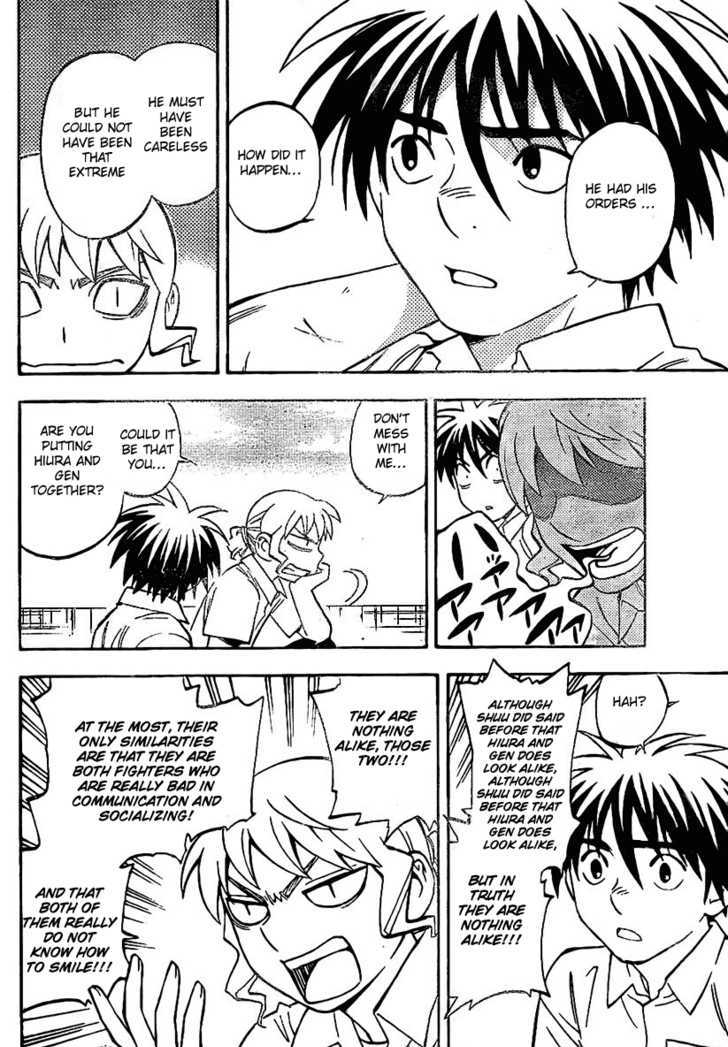 HE HAD HIS
ORDERS ...
HOW DID IT
HAPPEN...
HE MUST
HAVE
BEEN
CARELESS
BUT HE
COULD NOT
HAVE BEEN
THAT
EXTREME
DON'T
MESS
WITH
ME...
COULD IT
BE THAT
YOU...
ARE YOU
PUTTING
HIURA AND
GEN
TOGETHER?
HAH?
ALTHOUGH
SHUU DID SAID
BEFORE THAT
HIURA AND
GEN DOES
LOOK ALIKE,
ALTHOUGH
SHUU DID SAID
BEFORE THAT
HIURA AND
GEN DOES
LOOK ALIKE,
BUT IN
TRUTH
THEY ARE
NOTHING
ALIKE!!!
THEY ARE
NOTHING
ALIKE, THOSE
TWO!!!
AT THE MOST, THEIR
ONLY SIMILARITIES
ARE THAT THEY ARE
BOTH FIGHTERS WHO
ARE REALLY BAD IN
COMMUNICATION AND
SOCIALIZING!
AND THAT
BOTH OF
THEM REALLY
DO NOT
KNOW HOW
TO SMILE!!!